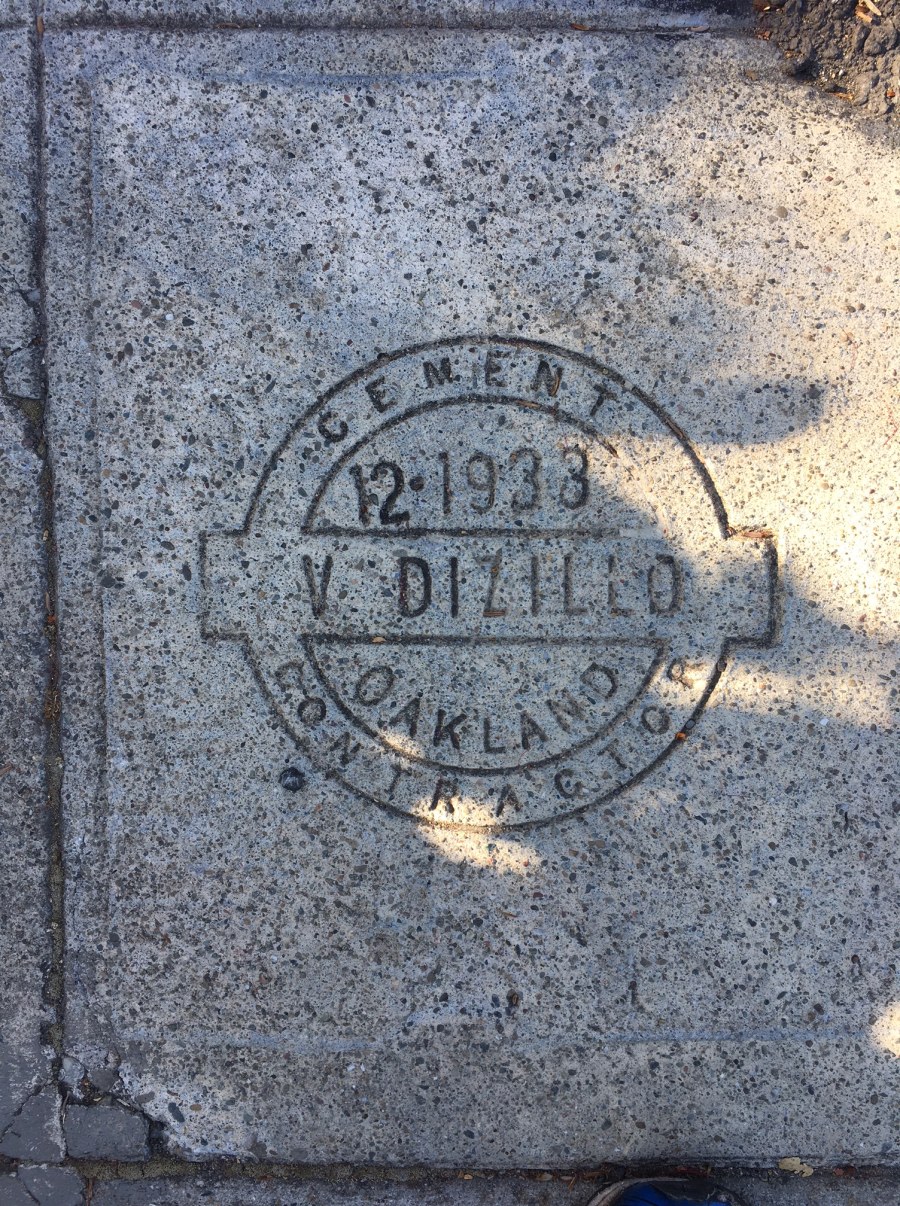 CEMENT
12·1933
V DIZILLO
OAKLAND
CONTRACTOR